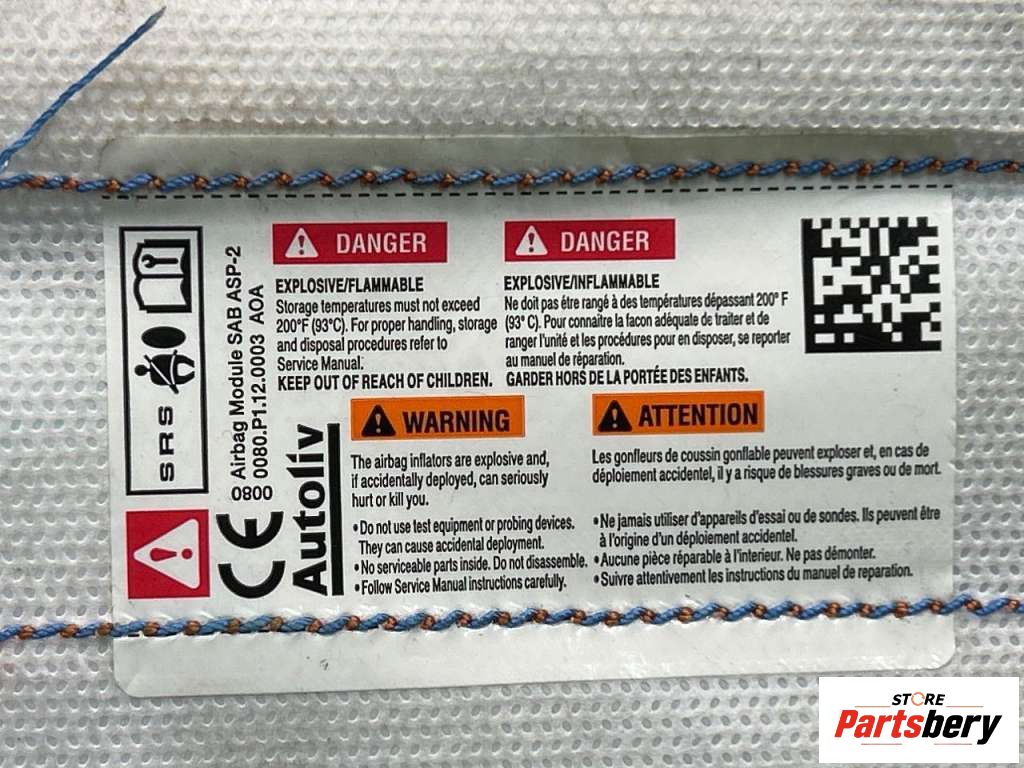 SRS
Airbag Module SAB ASP-2
0800 0080.P1.12.0003 AOA
CE
Autoliv
DANGER
EXPLOSIVE/FLAMMABLE
Storage temperatures must not exceed
200°F (93°C). For proper handling, storage
and disposal procedures refer to
Service Manual.
KEEP OUT OF REACH OF CHILDREN.
DANGER
EXPLOSIVE/INFLAMMABLE
Ne doit pas étre rangé à des températures dépassant 200° F
(93° C). Pour connaitre la facon adéquate de traiter et de
ranger l'unité et les procédures pour en disposer, se reporter
au manuel de réparation.
GARDER HORS DE LA PORTÉE DES ENFANTS.
WARNING
The airbag inflators are explosive and,
if accidentally deployed, can seriously
hurt or kill you.
•Do not use test equipment or probing devices.
They can cause accidental deployment.
•No serviceable parts inside. Do not disassemble.
•Follow Service Manual instructions carefully.
ATTENTION
Les gonfleurs de coussin gonflable peuvent exploser et, en cas de
déploiement accidentel, il y a risque de blessures graves ou de mort.
•Ne jamais utiliser d'appareils d'essai ou de sondes. Ils peuvent être
à l'origine d'un déploiement accidentel.
•Aucune pièce réparable à l'interieur. Ne pas démonter.
•Suivre attentivement les instructions du manuel de reparation.
STORE
Partsbery